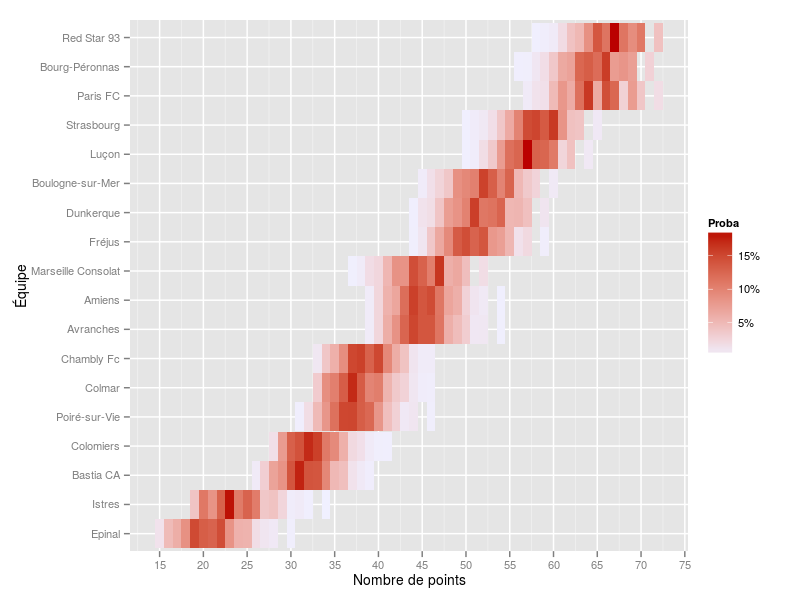 Red Star 93
Bourg-Péronnas
Paris FC
Strasbourg
Luçon
Boulogne-sur-Mer
Dunkerque
Fréjus
Marseille Consolat
Amiens
Avranches
Chambly Fc
Colmar
Poiré-sur-Vie
Colomiers
Bastia CA
Istres
Epinal
Équipe
15 20 25 30 35 40 45 50 55 60 65 70 75
Nombre de points
Proba
15%
10%
5%